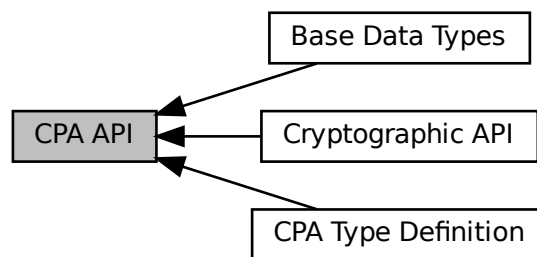 Base Data Types
CPA API
Cryptographic API
CPA Type Definition